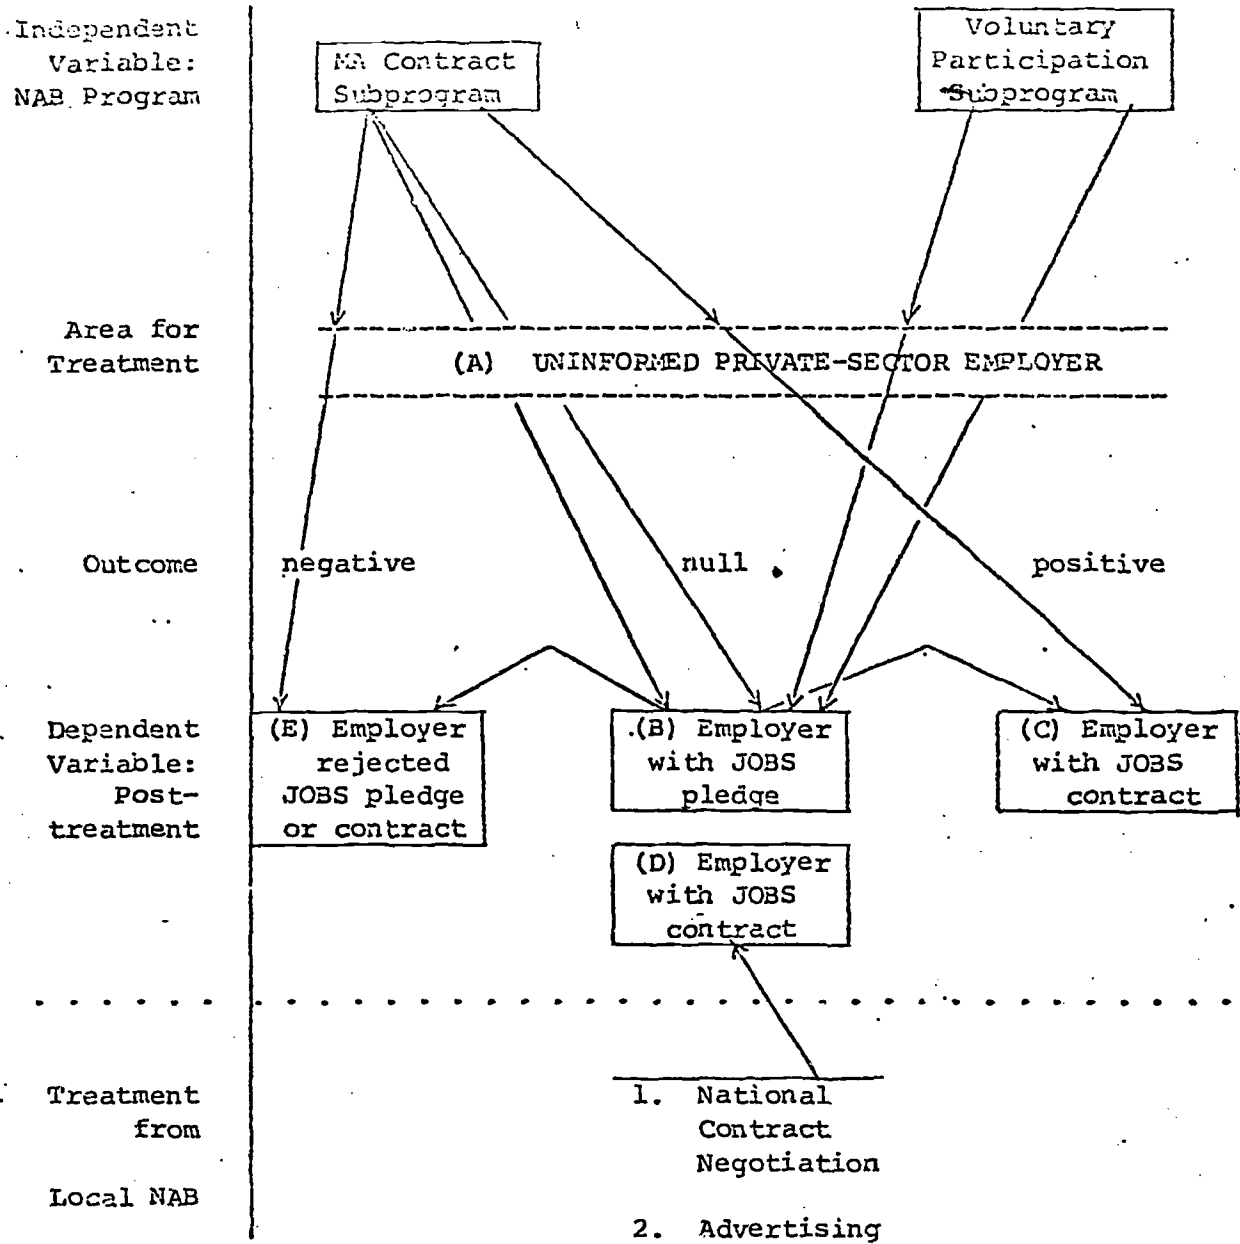 Independent
Variable:
NAB Program
MA Contract
Subprogram
Voluntary
Participation
Subprogram
Area for
Treatment
(A) UNINFORMED PRIVATE-SECTOR EMPLOYER
Outcome
negative
null
positive
Dependent
Variable:
Post-
treatment
(E) Employer
rejected
JOBS pledge
or contract
(B) Employer
with JOBS
pledge
(C) Employer
with JOBS
contract
(D) Employer
with JOBS
contract
Treatment
from
Local NAB
1. National
Contract
Negotiation
2. Advertising